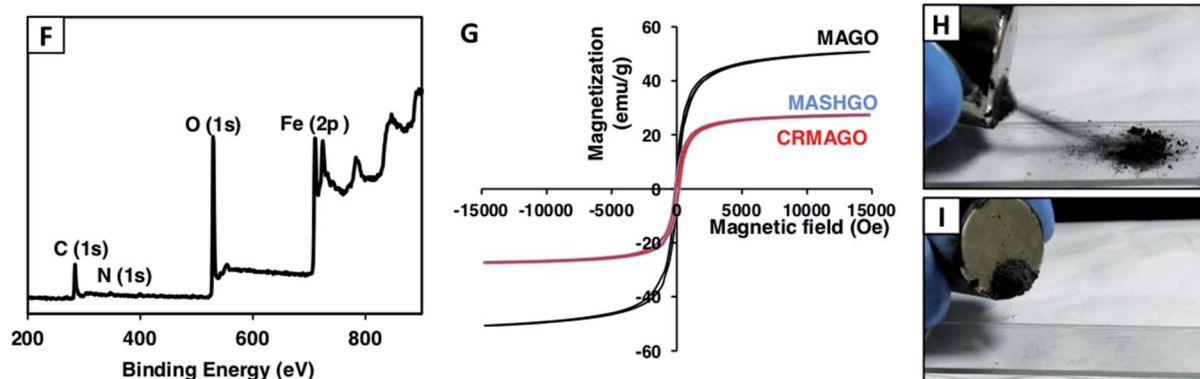 F
O (1s)
Fe (2p )
C (1s)
N (1s)
200 400 600 800
Binding Energy (eV)
G
Magnetization
(emu/g)
60
40
20
0
-20
-40
-60
MAGO
MASHGO
CRMAGO
-15000 -10000 -5000 0 5000 10000 15000
Magnetic field (Oe)
H
I